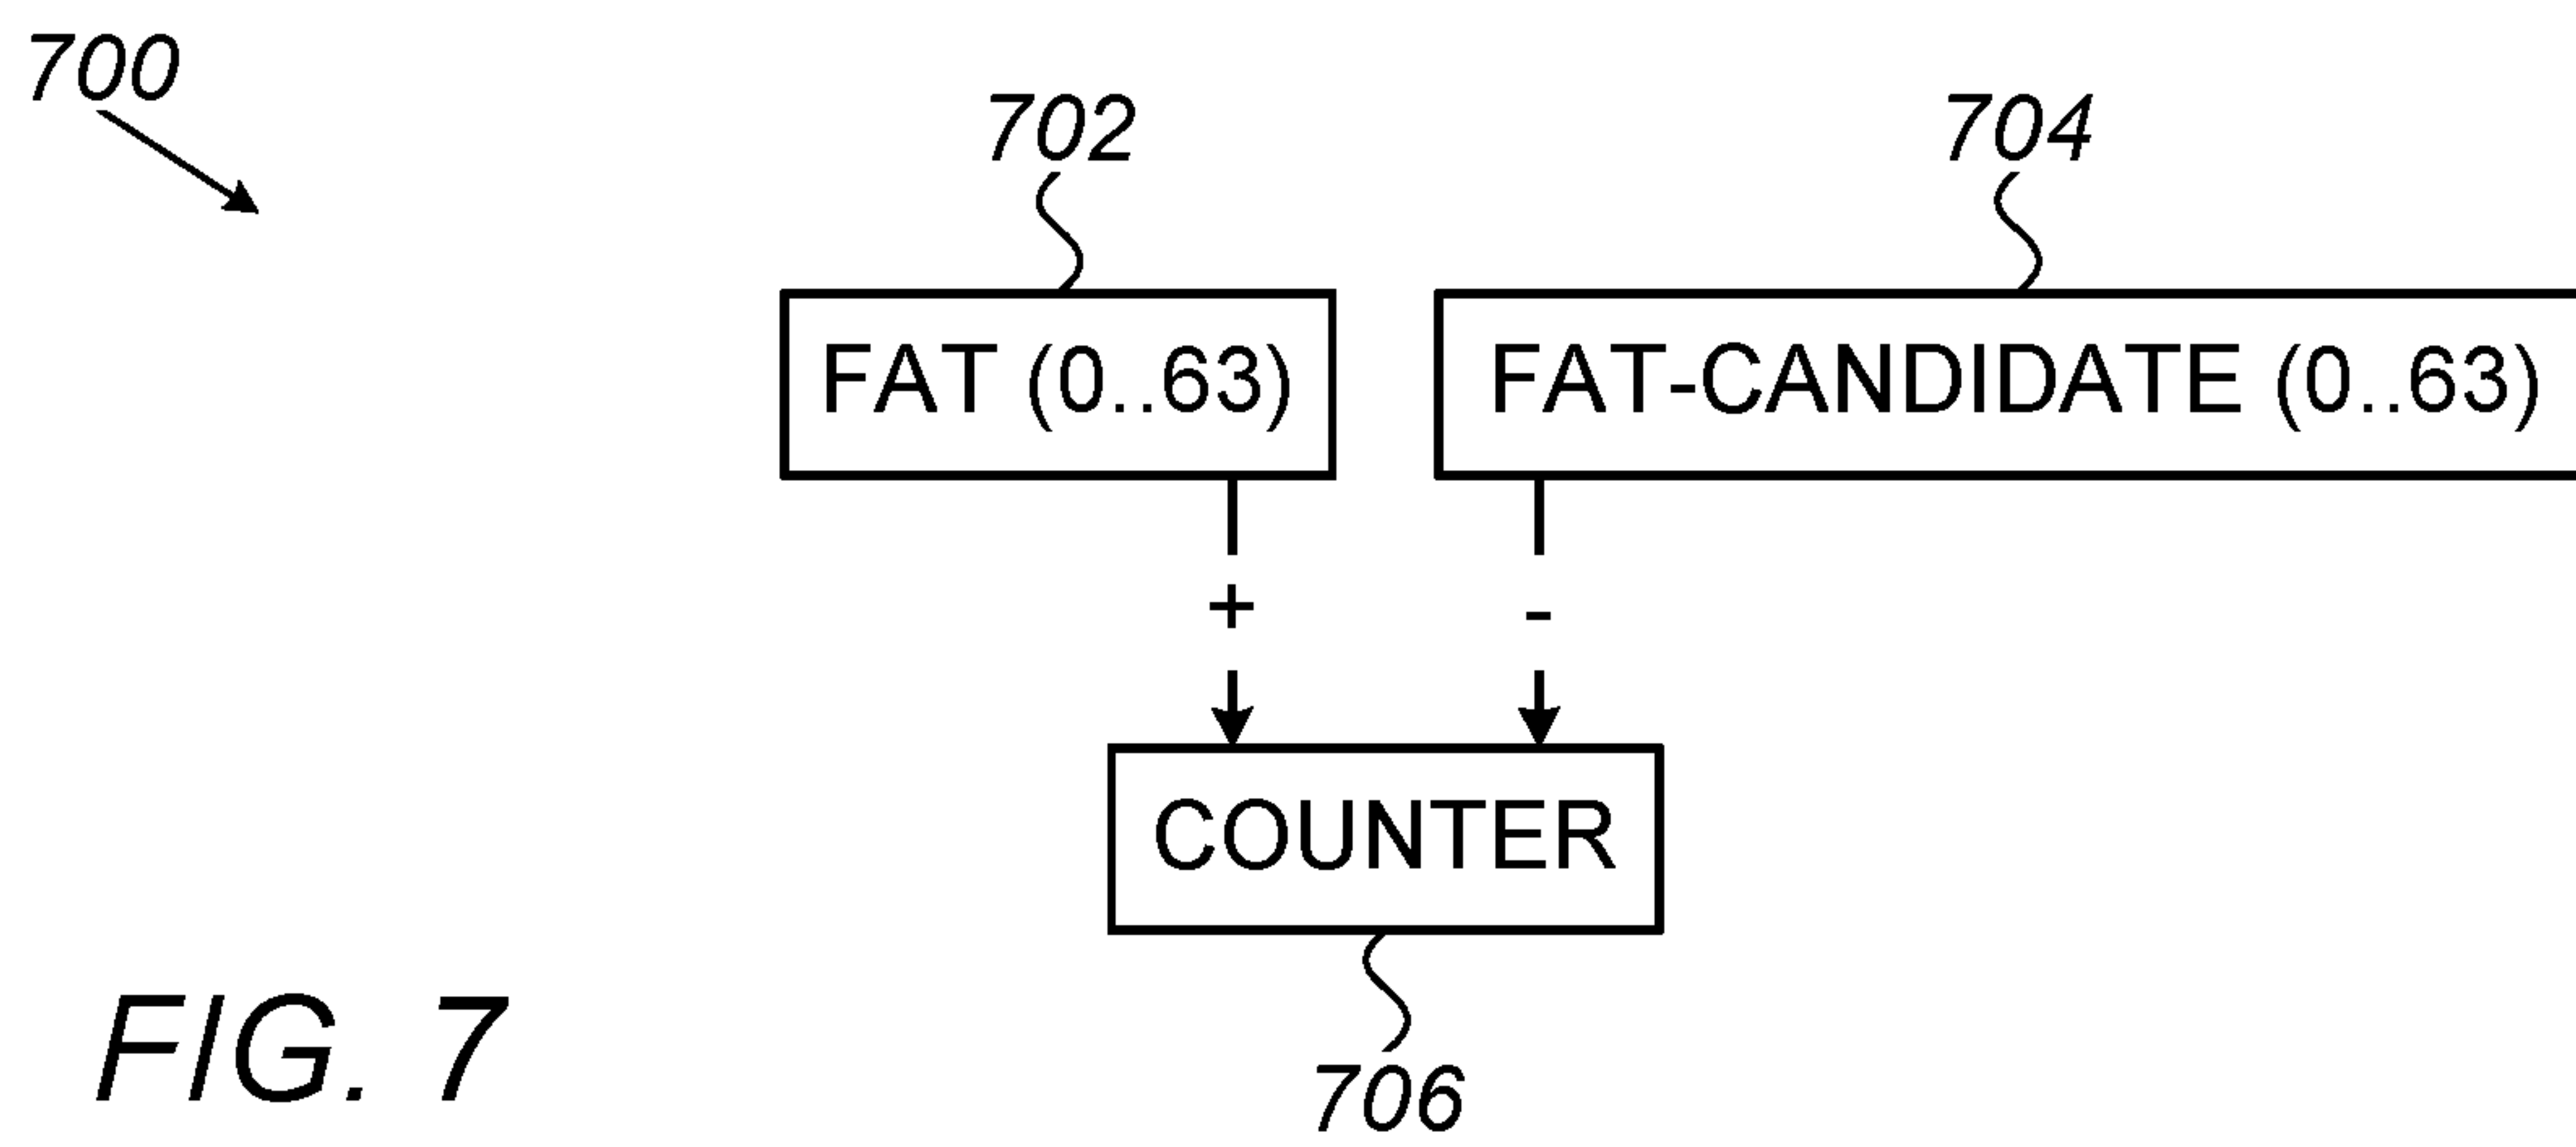 700
702
704
FAT (0..63)
FAT-CANDIDATE (0..63)
+
-
COUNTER
706
FIG. 7